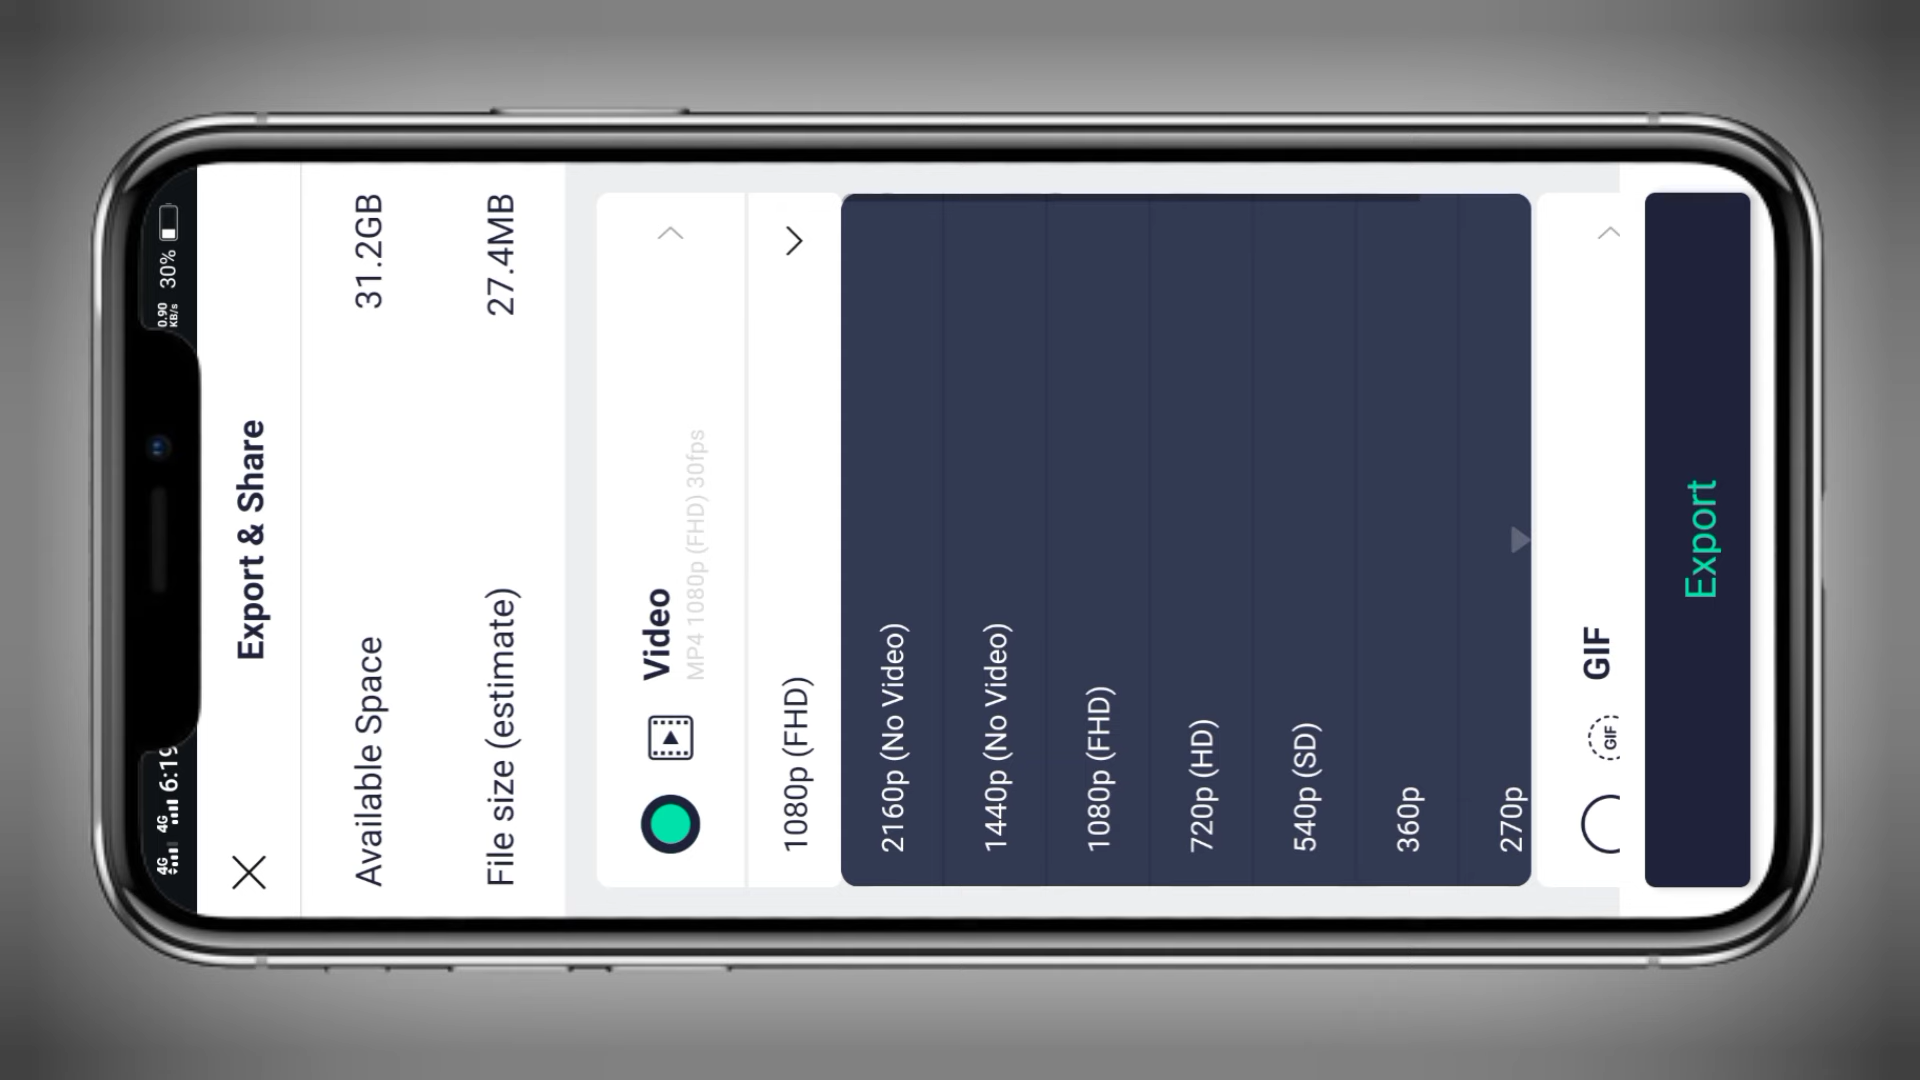 4G 4G 6:19
0.90 KB/s 30%
Export & Share
Available Space 31.2GB
File size (estimate) 27.4MB
Video
MP4 1080p (FHD) 30fps
1080p (FHD)
2160p (No Video)
1440p (No Video)
1080p (FHD)
720p (HD)
540p (SD)
360p
270p
GIF GIF
Export